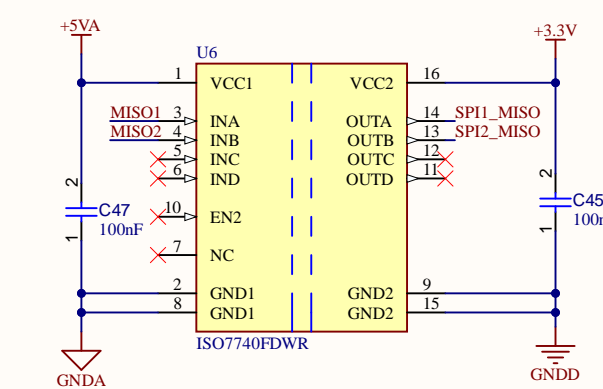 +5VA
+3.3V
U6
1 VCC1 VCC2 16
MISO1 3 INA OUTA 14 SPI1_MISO
MISO2 4 INB OUTB 13 SPI2_MISO
5 INC OUTC 12
6 IND OUTD 11
10 EN2
7 NC
2 C47 1 100nF
2 C45 1 100n
2 GND1 GND2 9
8 GND1 GND2 15
ISO7740FDWR
GNDA
GNDD